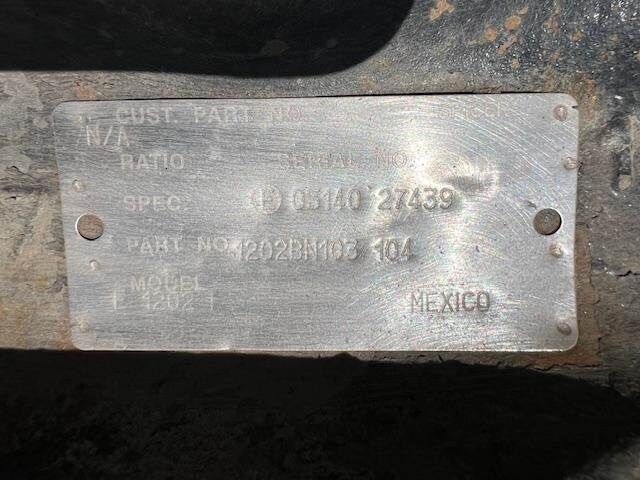 CUST. PART NO.
N/A
RATIO SERIAL NO.
SPEC 05140 27439
PART NO. 1202BN103 104
MODEL
1202
MEXICO